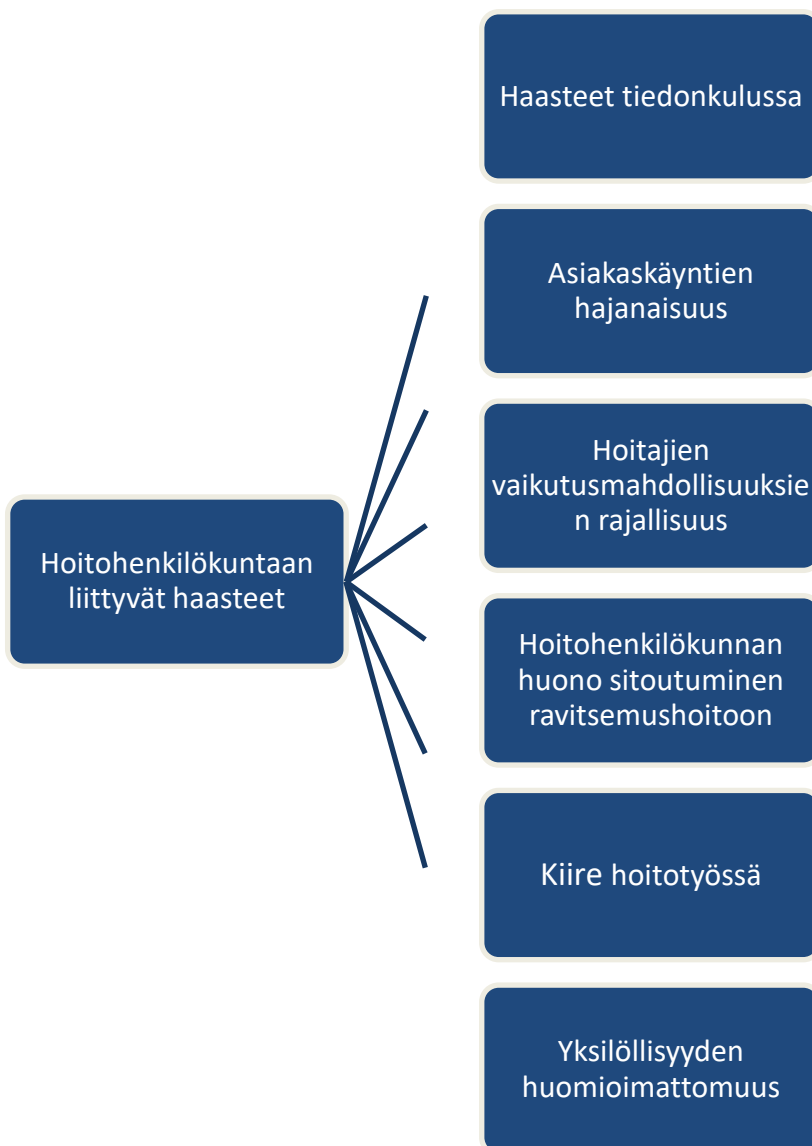 Haasteet tiedonkulussa
Asiakaskäyntien
hajanaisuus
Hoitajien
vaikutusmahdollisuuksie
n rajallisuus
Hoitohenkilökuntaan
liittyvät haasteet
Hoitohenkilökunnan
huono sitoutuminen
ravitsemushoitoon
Kiire hoitotyössä
Yksilöllisyyden
huomioimattomuus